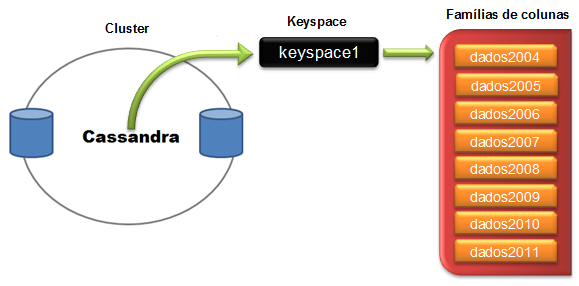 Cluster
Keyspace
Famílias de colunas
Cassandra
keyspace1
dados2004
dados2005
dados2006
dados2007
dados2008
dados2009
dados2010
dados2011